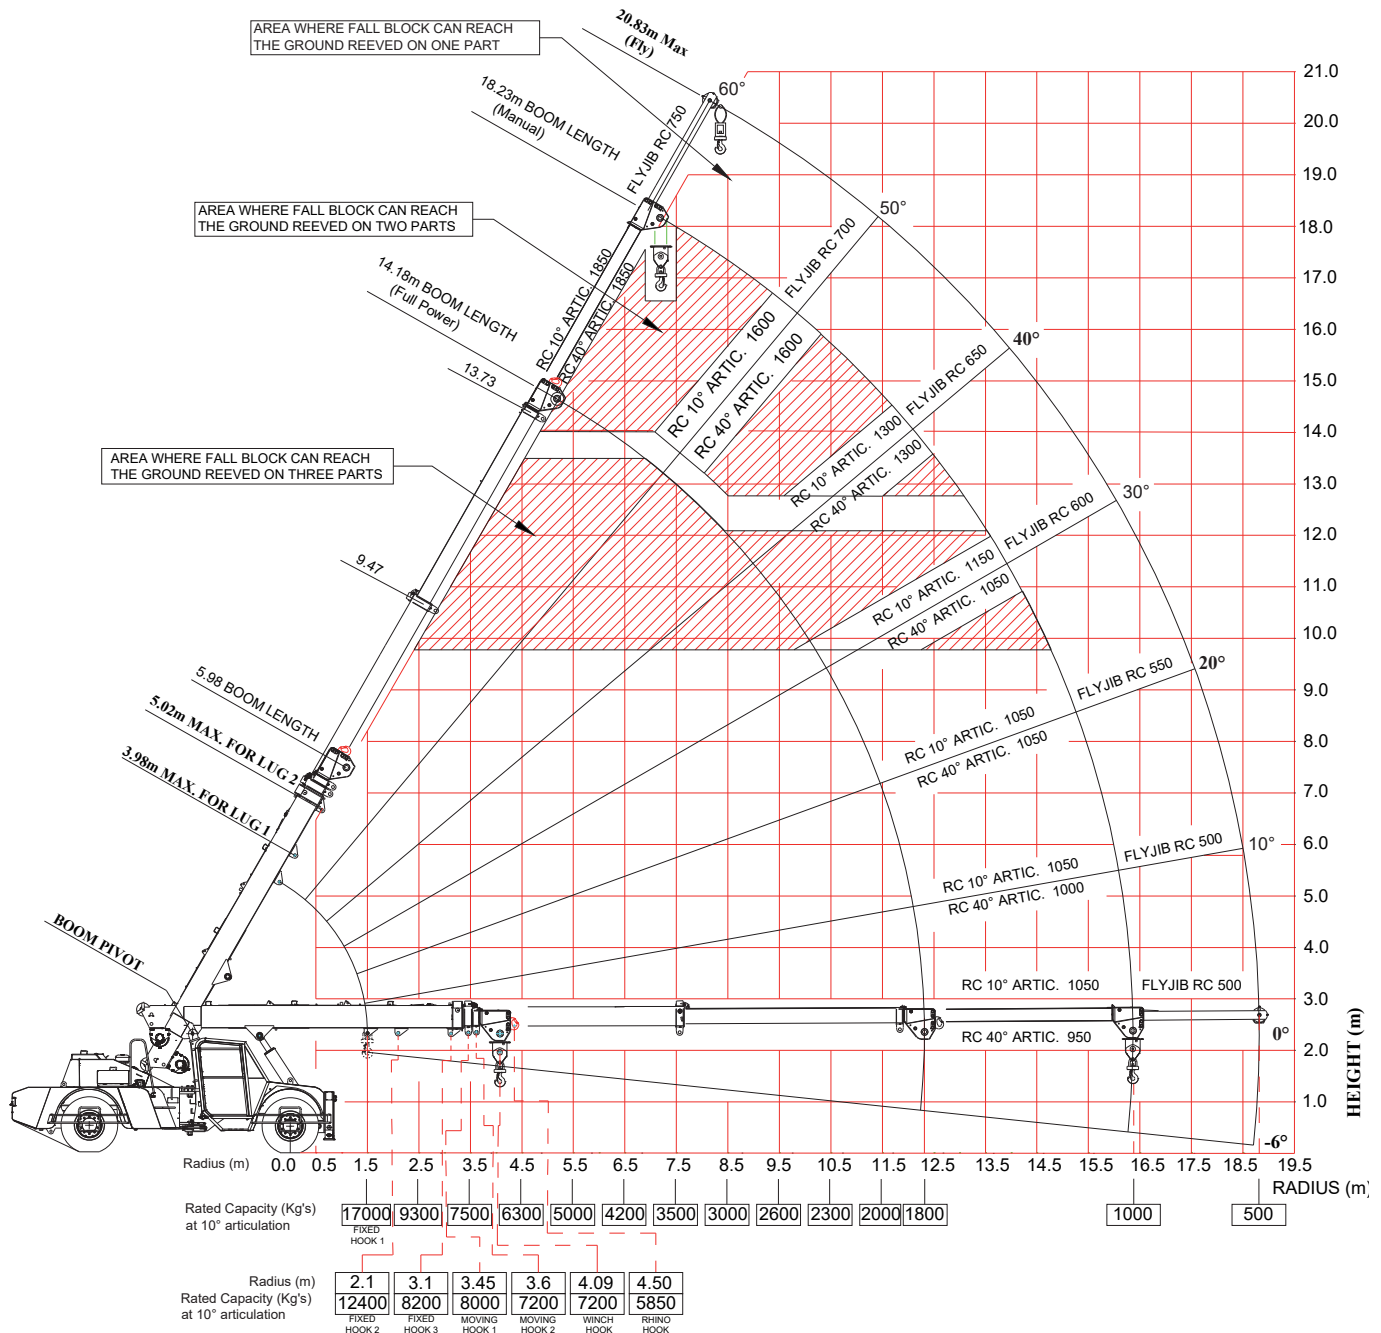 AREA WHERE FALL BLOCK CAN REACH
THE GROUND REEVED ON ONE PART
20.83m Max
(Fly)
60°
18.23m BOOM LENGTH
(Manual)
FLYJIB RC 750
AREA WHERE FALL BLOCK CAN REACH
THE GROUND REEVED ON TWO PARTS
14.18m BOOM LENGTH
(Full Power)
RC 10° ARTIC. 1850
RC 40° ARTIC. 1850
13.73
AREA WHERE FALL BLOCK CAN REACH
THE GROUND REEVED ON THREE PARTS
9.47
5.98 BOOM LENGTH
5.02m MAX. FOR LUG 2
3.98m MAX. FOR LUG 1
BOOM PIVOT
50°
FLYJIB RC 700
RC 10° ARTIC. 1600
RC 40° ARTIC. 1600
40°
FLYJIB RC 650
RC 10° ARTIC. 1300
RC 40° ARTIC. 1300
30°
FLYJIB RC 600
RC 10° ARTIC. 1150
RC 40° ARTIC. 1050
20°
FLYJIB RC 550
RC 10° ARTIC. 1050
RC 40° ARTIC. 1050
10°
FLYJIB RC 500
RC 10° ARTIC. 1050
RC 40° ARTIC. 1000
RC 10° ARTIC. 1050
FLYJIB RC 500
0°
RC 40° ARTIC. 950
-6°
21.0
20.0
19.0
18.0
17.0
16.0
15.0
14.0
13.0
12.0
11.0
10.0
9.0
8.0
7.0
6.0
5.0
4.0
3.0
2.0
1.0
HEIGHT (m)
Radius (m) 0.0 0.5 1.5 2.5 3.5 4.5 5.5 6.5 7.5 8.5 9.5 10.5 11.5 12.5 13.5 14.5 15.5 16.5 17.5 18.5 19.5
RADIUS (m)
Rated Capacity (Kg's)
at 10° articulation
17000 9300 7500 6300 5000 4200 3500 3000 2600 2300 2000 1800 1000 500
FIXED
HOOK 1
Radius (m) 2.1 3.1 3.45 3.6 4.09 4.50
Rated Capacity (Kg's)
at 10° articulation
12400 8200 8000 7200 7200 5850
FIXED HOOK 2
FIXED HOOK 3
MOVING HOOK 1
MOVING HOOK 2
WINCH HOOK
RHINO HOOK